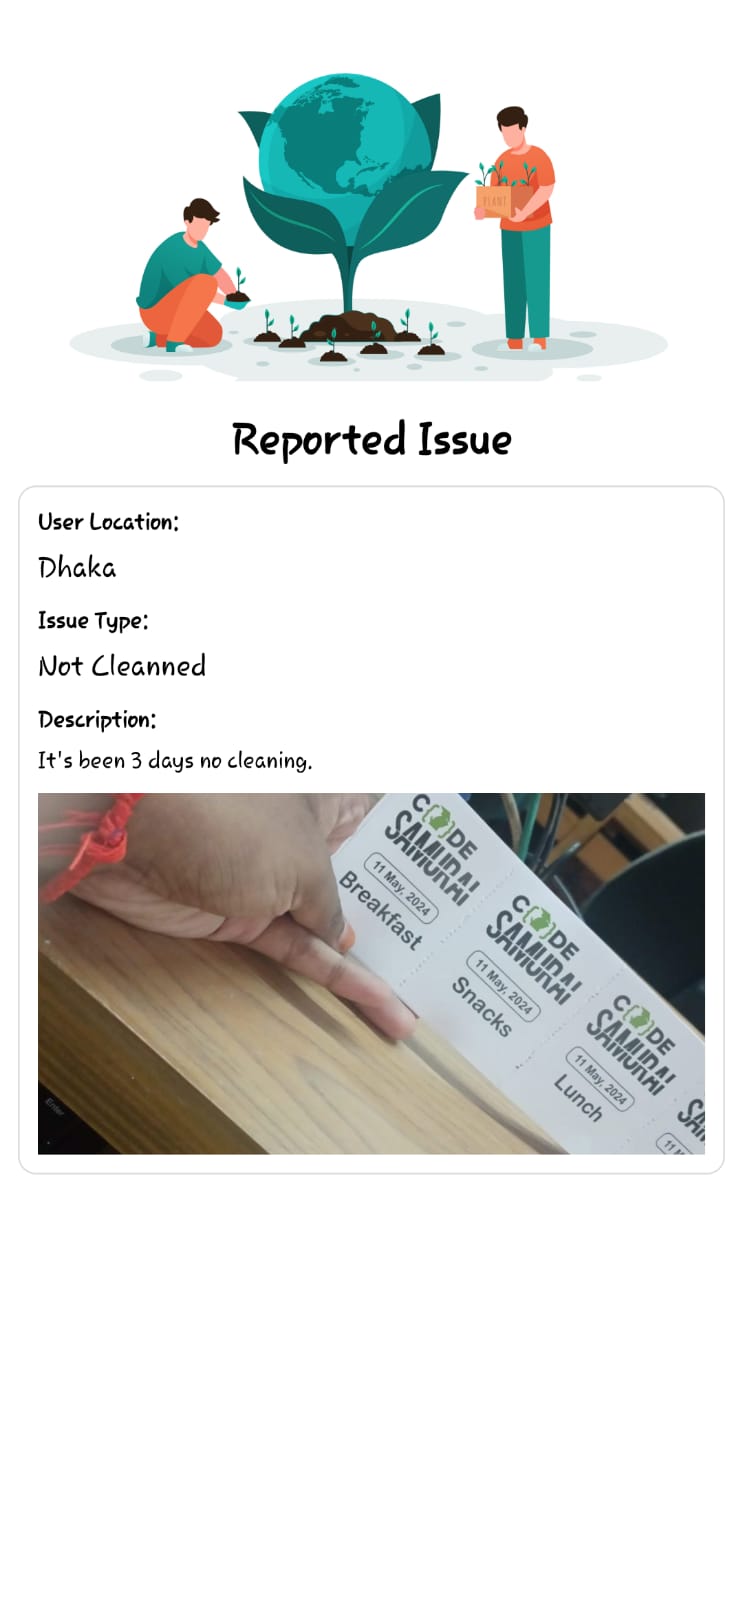 PLANT
Reported Issue
User Location:
Dhaka
Issue Type:
Not Cleanned
Description:
It's been 3 days no cleaning.
CODE
SAMURAI
11 May, 2024
Breakfast
CODE
SAMURAI
11 May, 2024
Snacks
CODE
SAMURAI
11 May, 2024
Lunch
Enter